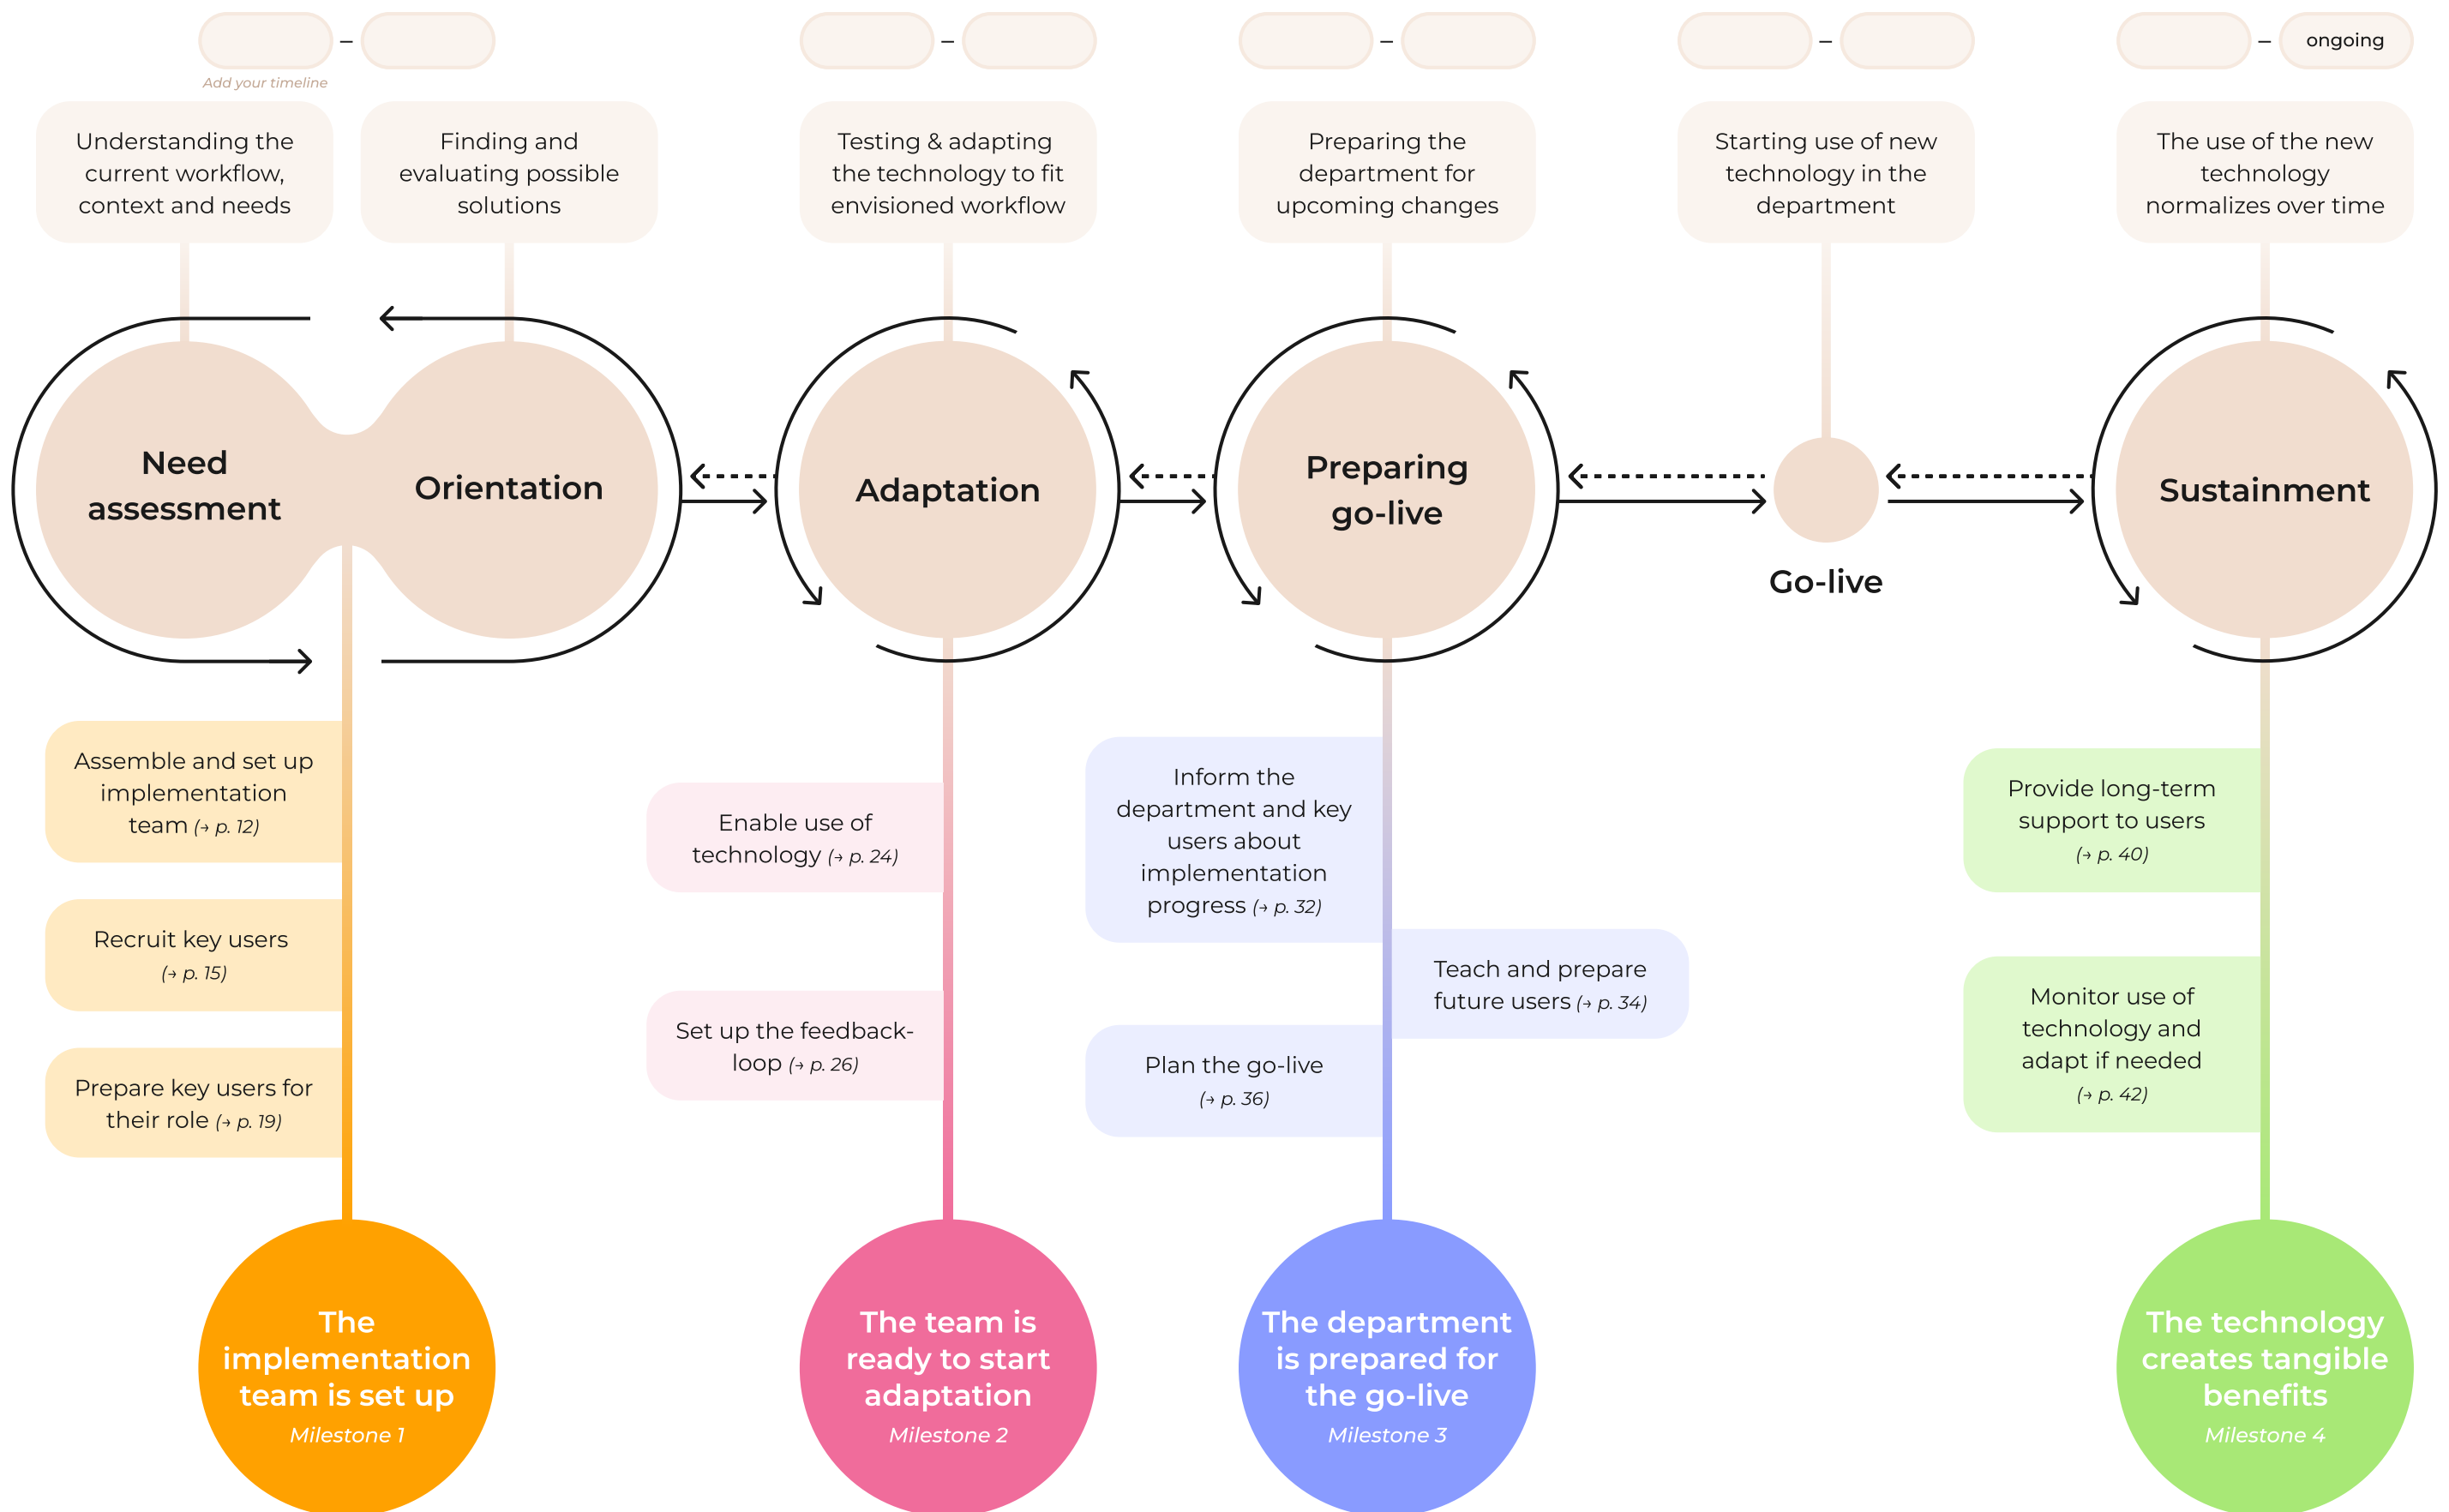 –
–
–
–
– ongoing
Add your timeline
Understanding the
current workflow,
context and needs
Finding and
evaluating possible
solutions
Testing & adapting
the technology to fit
envisioned workflow
Preparing the
department for
upcoming changes
Starting use of new
technology in the
department
The use of the new
technology
normalizes over time
Need
assessment
Orientation
Adaptation
Preparing
go-live
Go-live
Sustainment
Assemble and set up
implementation
team (→ p. 12)
Recruit key users
(→ p. 15)
Prepare key users for
their role (→ p. 19)
Enable use of
technology (→ p. 24)
Set up the feedback-
loop (→ p. 26)
Inform the
department and key
users about
implementation
progress (→ p. 32)
Teach and prepare
future users (→ p. 34)
Plan the go-live
(→ p. 36)
Provide long-term
support to users
(→ p. 40)
Monitor use of
technology and
adapt if needed
(→ p. 42)
The
implementation
team is set up
Milestone 1
The team is
ready to start
adaptation
Milestone 2
The department
is prepared for
the go-live
Milestone 3
The technology
creates tangible
benefits
Milestone 4